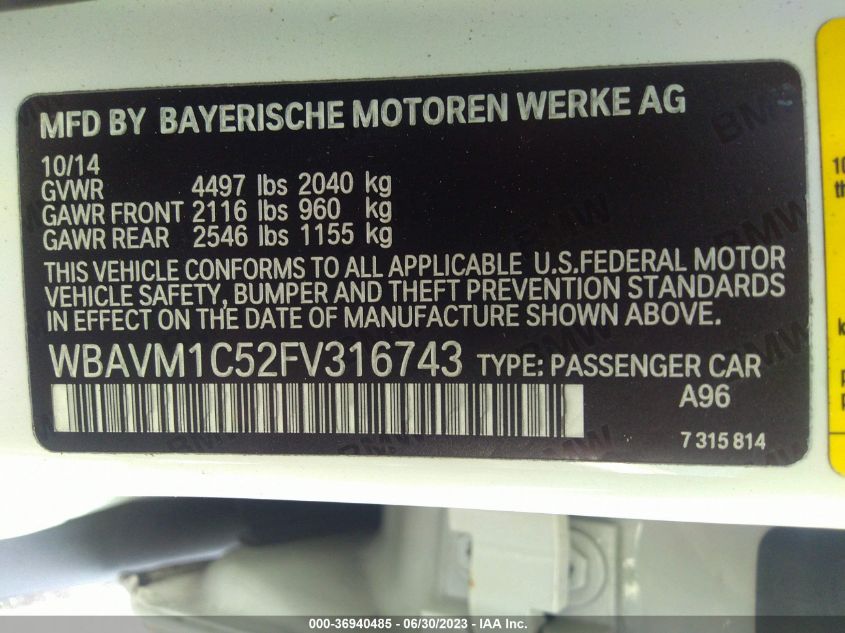 MFD BY BAYERISCHE MOTOREN WERKE AG
10/14
GVWR 4497 lbs 2040 kg
GAWR FRONT 2116 lbs 960 kg
GAWR REAR 2546 lbs 1155 kg
THIS VEHICLE CONFORMS TO ALL APPLICABLE U.S.FEDERAL MOTOR
VEHICLE SAFETY, BUMPER AND THEFT PREVENTION STANDARDS
IN EFFECT ON THE DATE OF MANUFACTURE SHOWN ABOVE.
WBAVM1C52FV316743 TYPE: PASSENGER CAR
A96
7 315 814
000-36940485 - 06/30/2023 - IAA Inc.